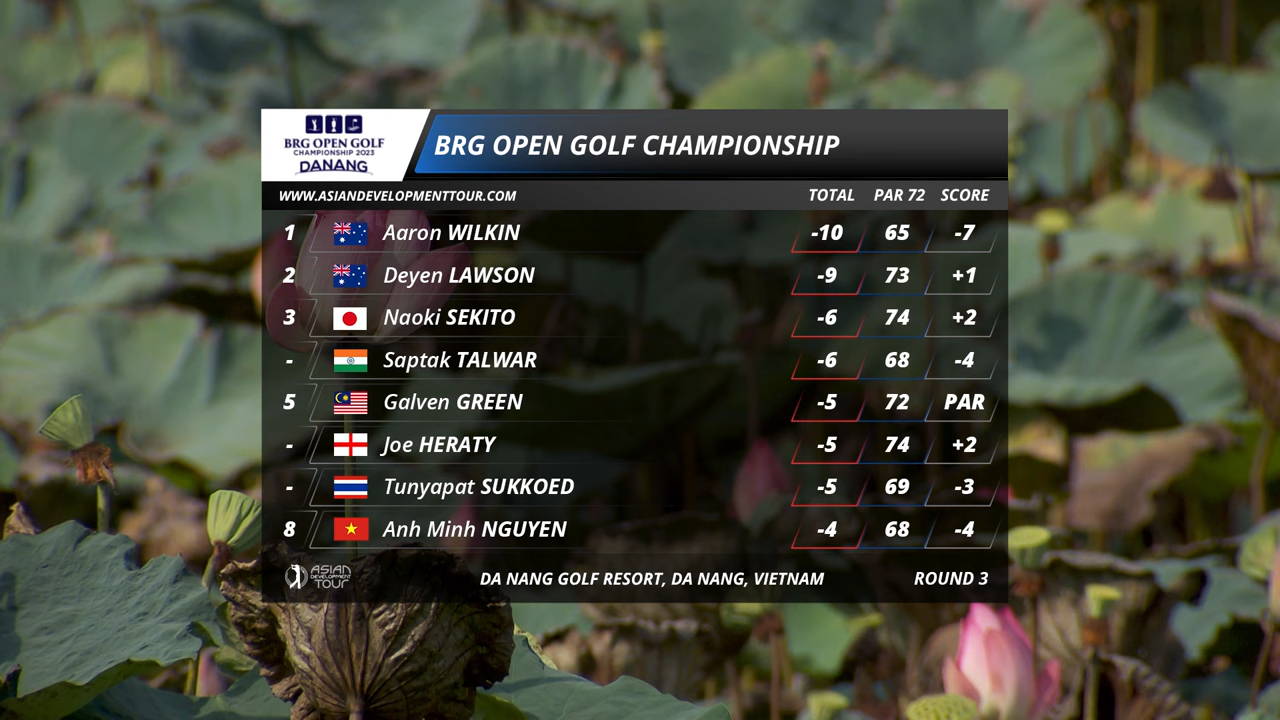 BRG OPEN GOLF
CHAMPIONSHIP 2023
DANANG
BRG OPEN GOLF CHAMPIONSHIP
WWW.ASIANDEVELOPMENTTOUR.COM TOTAL PAR 72 SCORE
1 Aaron WILKIN -10 65 -7
2 Deyen LAWSON -9 73 +1
3 Naoki SEKITO -6 74 +2
- Saptak TALWAR -6 68 -4
5 Galven GREEN -5 72 PAR
- Joe HERATY -5 74 +2
- Tunyapat SUKKOED -5 69 -3
8 Anh Minh NGUYEN -4 68 -4
ASIAN
DEVELOPMENT
TOUR
DA NANG GOLF RESORT, DA NANG, VIETNAM ROUND 3